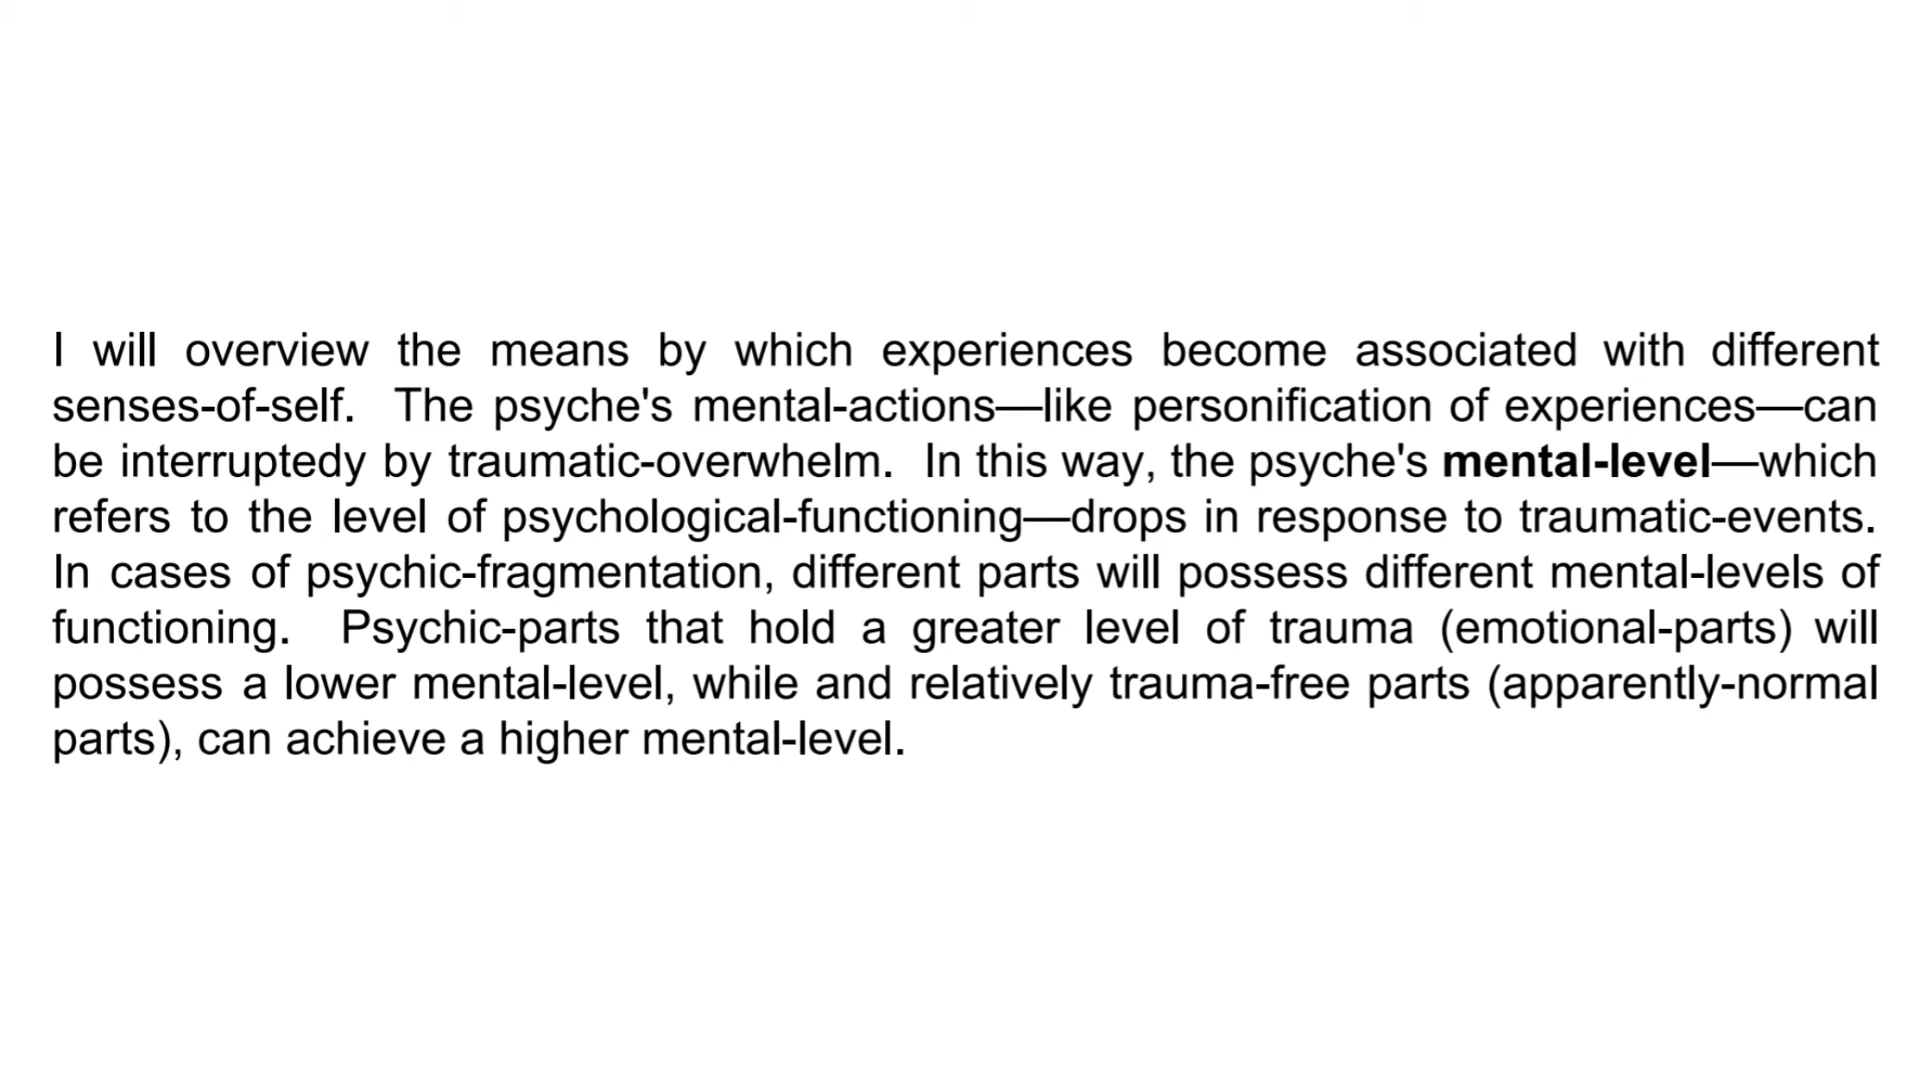 I will overview the means by which experiences become associated with different
senses-of-self.  The psyche's mental-actions—like personification of experiences—can
be interruptedy by traumatic-overwhelm.  In this way, the psyche's mental-level—which
refers to the level of psychological-functioning—drops in response to traumatic-events.
In cases of psychic-fragmentation, different parts will possess different mental-levels of
functioning.  Psychic-parts that hold a greater level of trauma (emotional-parts) will
possess a lower mental-level, while and relatively trauma-free parts (apparently-normal
parts), can achieve a higher mental-level.